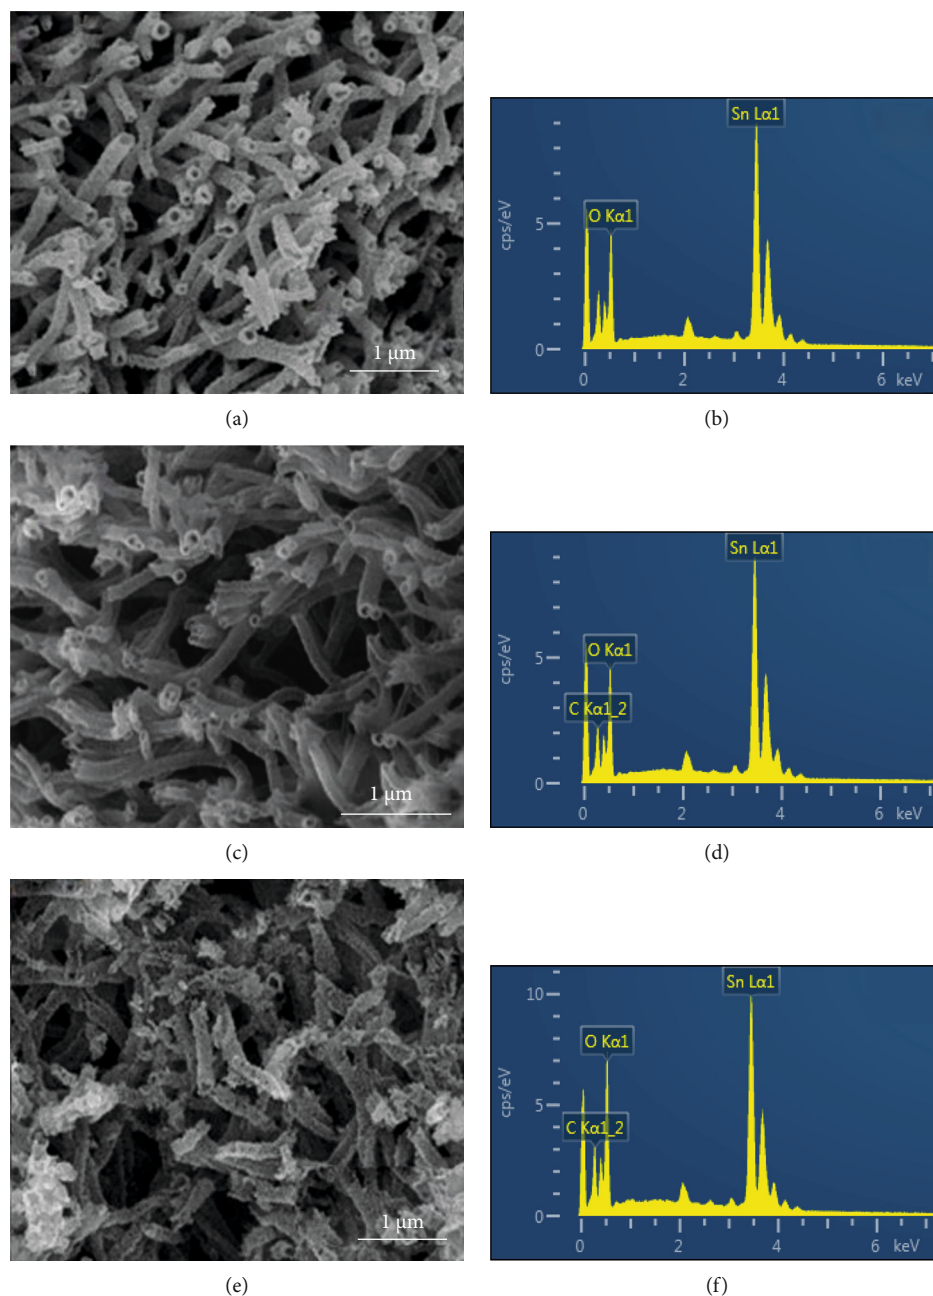 1 μm
(a)
cps/eV
5
0
Sn Lα1
O Kα1
0 2 4 6 keV
(b)
1 μm
(c)
cps/eV
5
0
Sn Lα1
O Kα1
C Kα1_2
0 2 4 6 keV
(d)
1 μm
(e)
cps/eV
10
5
0
Sn Lα1
O Kα1
C Kα1_2
0 2 4 6 keV
(f)